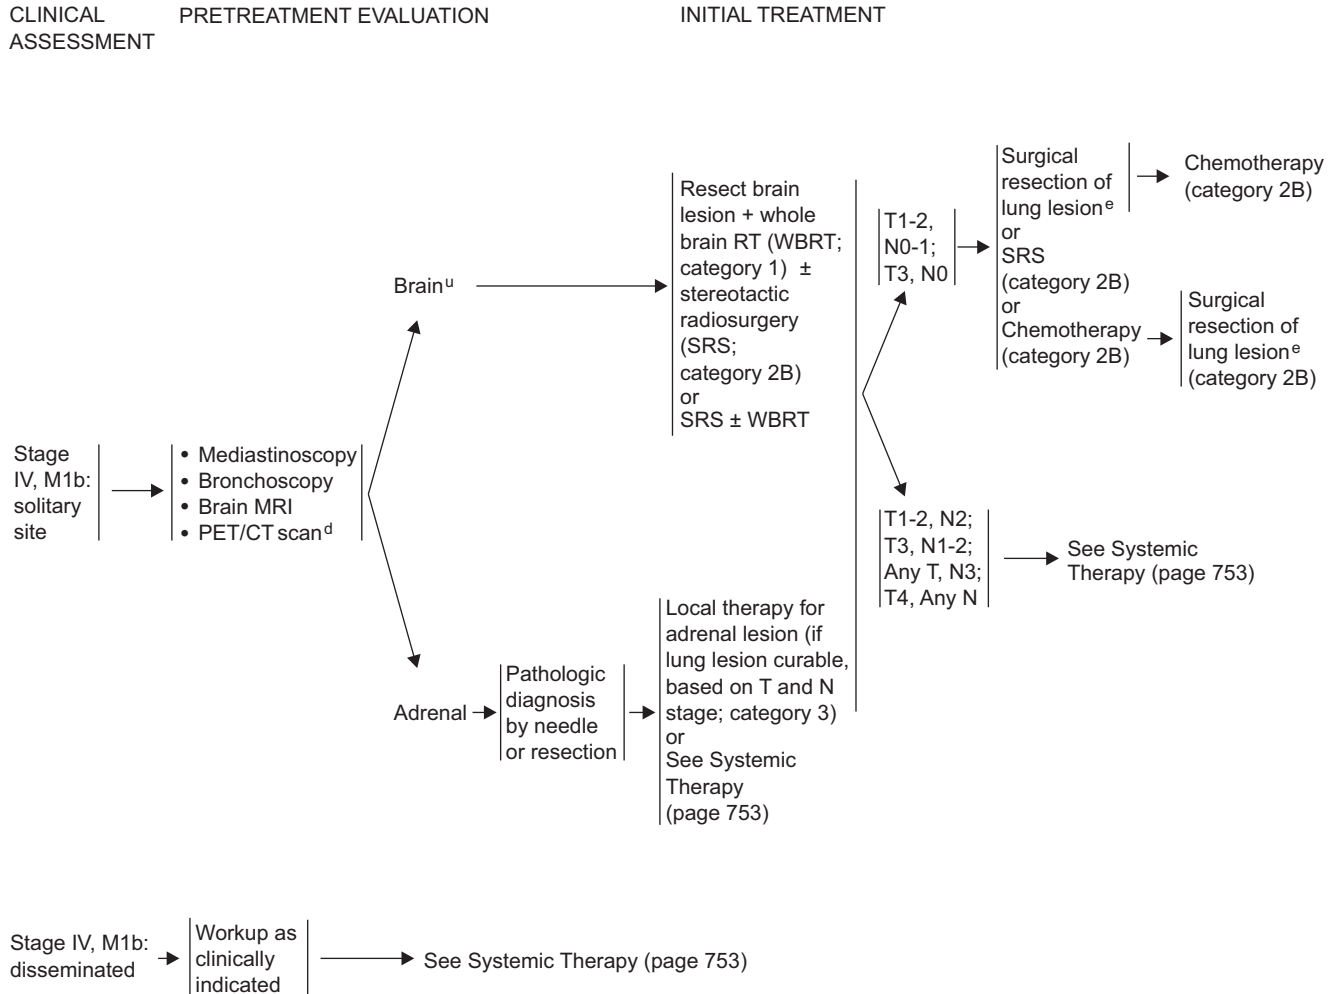 CLINICAL
ASSESSMENT
PRETREATMENT EVALUATION
INITIAL TREATMENT
Stage
IV, M1b:
solitary
site
• Mediastinoscopy
• Bronchoscopy
• Brain MRI
• PET/CT scan d
Brain u
Resect brain
lesion + whole
brain RT (WBRT;
category 1) ±
stereotactic
radiosurgery
(SRS;
category 2B)
or
SRS ± WBRT
T1-2,
N0-1;
T3, N0
Surgical
resection of
lung lesion e
or
SRS
(category 2B)
or
Chemotherapy
(category 2B)
Chemotherapy
(category 2B)
Surgical
resection of
lung lesion e
(category 2B)
T1-2, N2;
T3, N1-2;
Any T, N3;
T4, Any N
See Systemic
Therapy (page 753)
Adrenal
Pathologic
diagnosis
by needle
or resection
Local therapy for
adrenal lesion (if
lung lesion curable,
based on T and N
stage; category 3)
or
See Systemic
Therapy
(page 753)
Stage IV, M1b:
disseminated
Workup as
clinically
indicated
See Systemic Therapy (page 753)